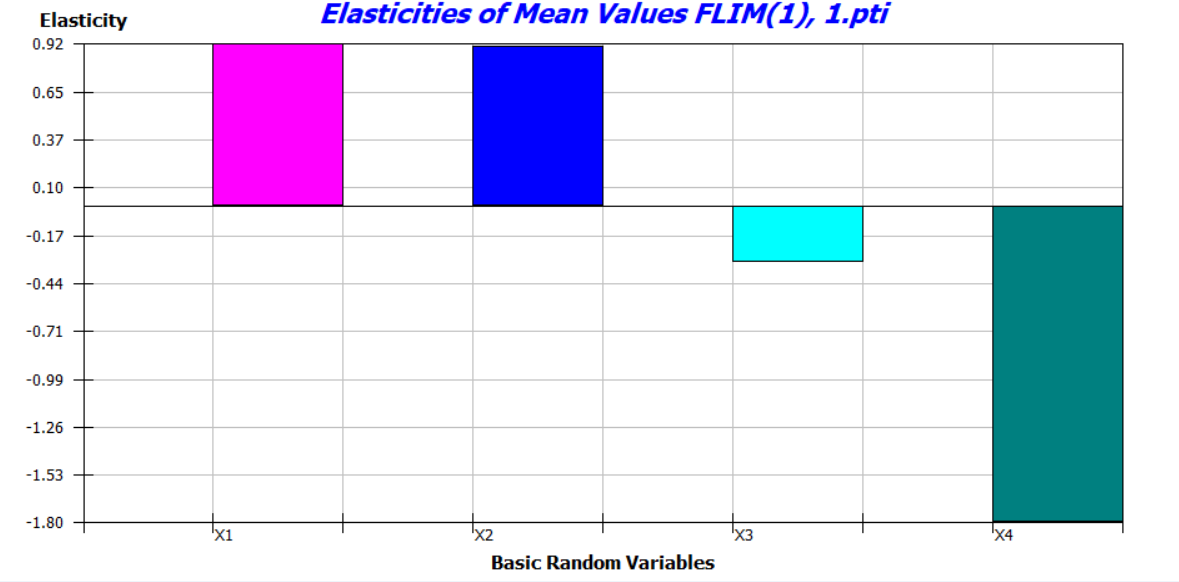 Elasticities of Mean Values FLIM(1), 1.pti
Elasticity
0.92
0.65
0.37
0.10
-0.17
-0.44
-0.71
-0.99
-1.26
-1.53
-1.80
X1 X2 X3 X4
Basic Random Variables